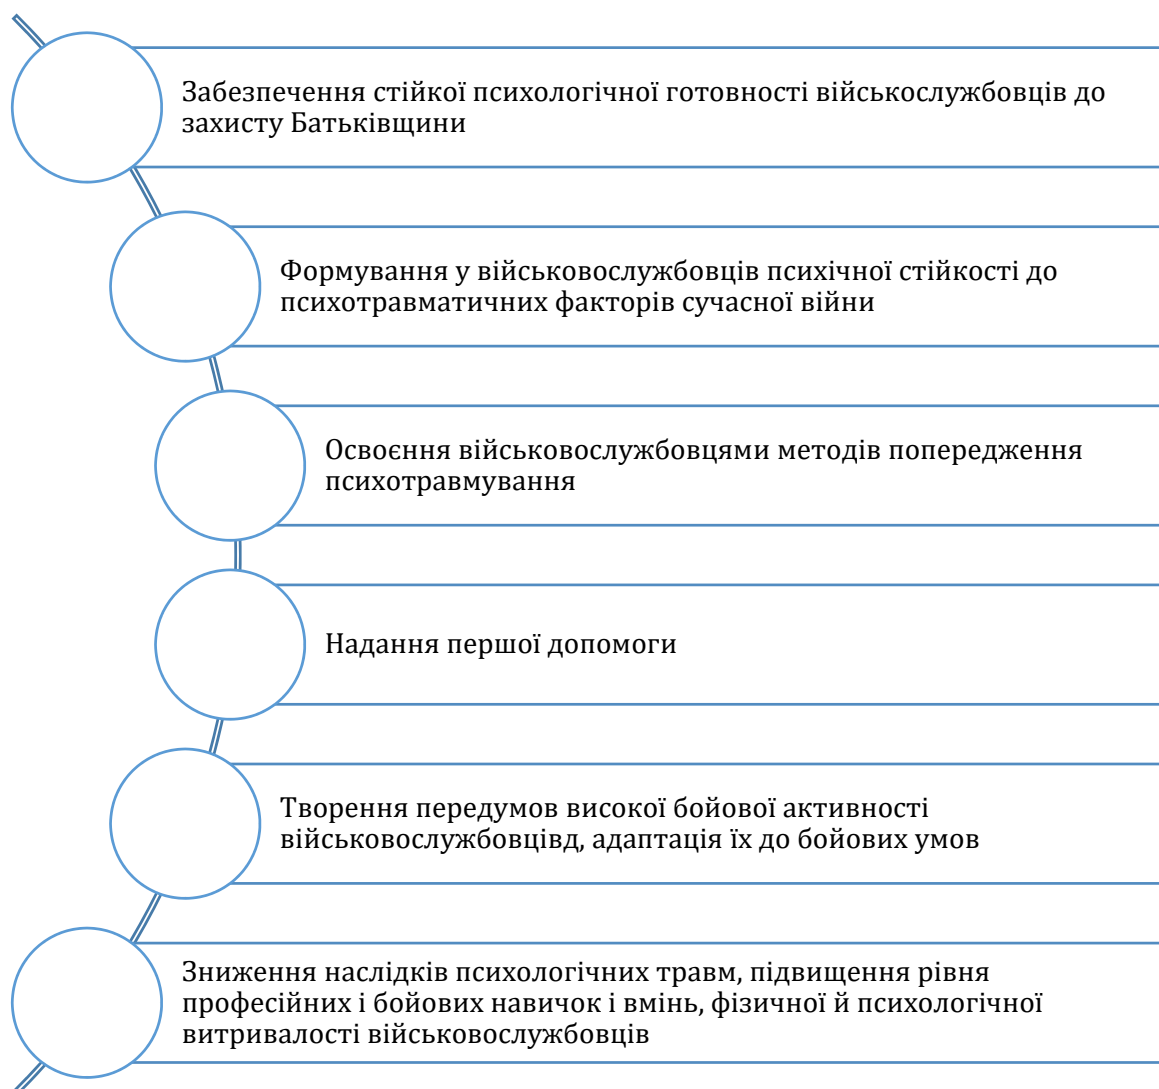 Забезпечення стійкої психологічної готовності військослужбовців до
захисту Батьківщини
Формування у військовослужбовців психічної стійкості до
психотравматичних факторів сучасної війни
Освоєння військовослужбовцями методів попередження
психотравмування
Надання першої допомоги
Творення передумов високої бойової активності
військовослужбовцівд, адаптація їх до бойових умов
Зниження наслідків психологічних травм, підвищення рівня
професійних і бойових навичок і вмінь, фізичної й психологічної
витривалості військовослужбовців